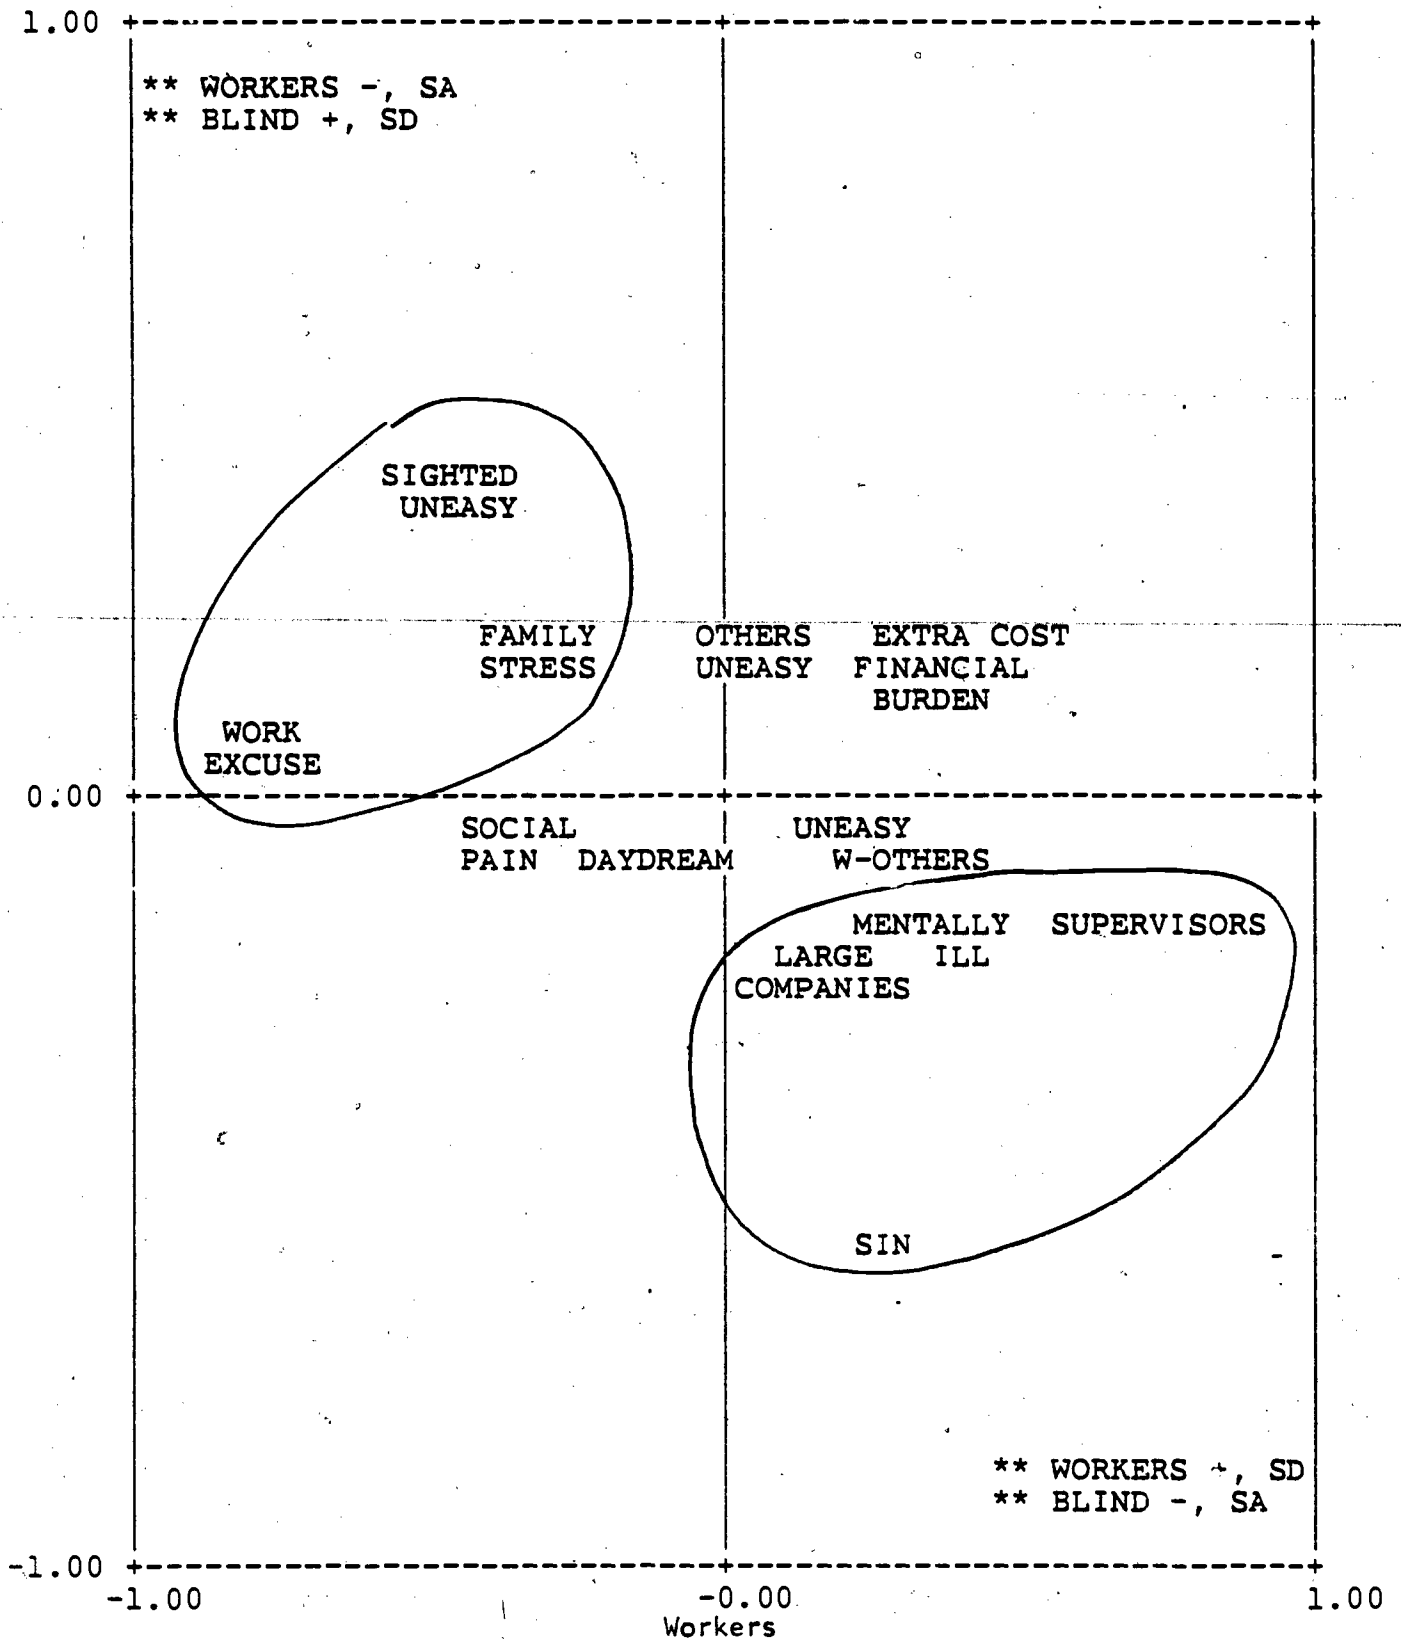 1.00
** WORKERS -, SA
** BLIND +, SD
SIGHTED
UNEASY
FAMILY OTHERS EXTRA COST
STRESS UNEASY FINANCIAL
BURDEN
WORK
EXCUSE
0.00
SOCIAL UNEASY
PAIN DAYDREAM W-OTHERS
MENTALLY SUPERVISORS
LARGE ILL
COMPANIES
SIN
** WORKERS +, SD
** BLIND -, SA
-1.00
-1.00 -0.00 1.00
Workers